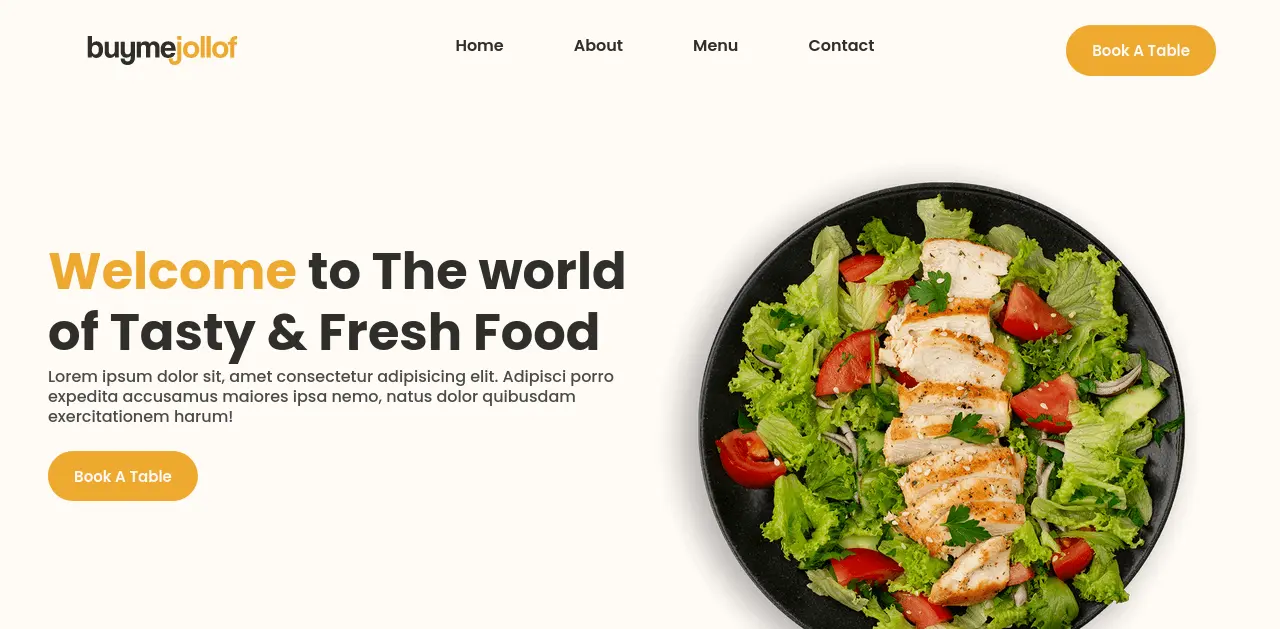 buymejollof
Home
About
Menu
Contact
Book A Table
Welcome to The world
of Tasty & Fresh Food
Lorem ipsum dolor sit, amet consectetur adipisicing elit. Adipisci porro
expedita accusamus maiores ipsa nemo, natus dolor quibusdam
exercitationem harum!
Book A Table